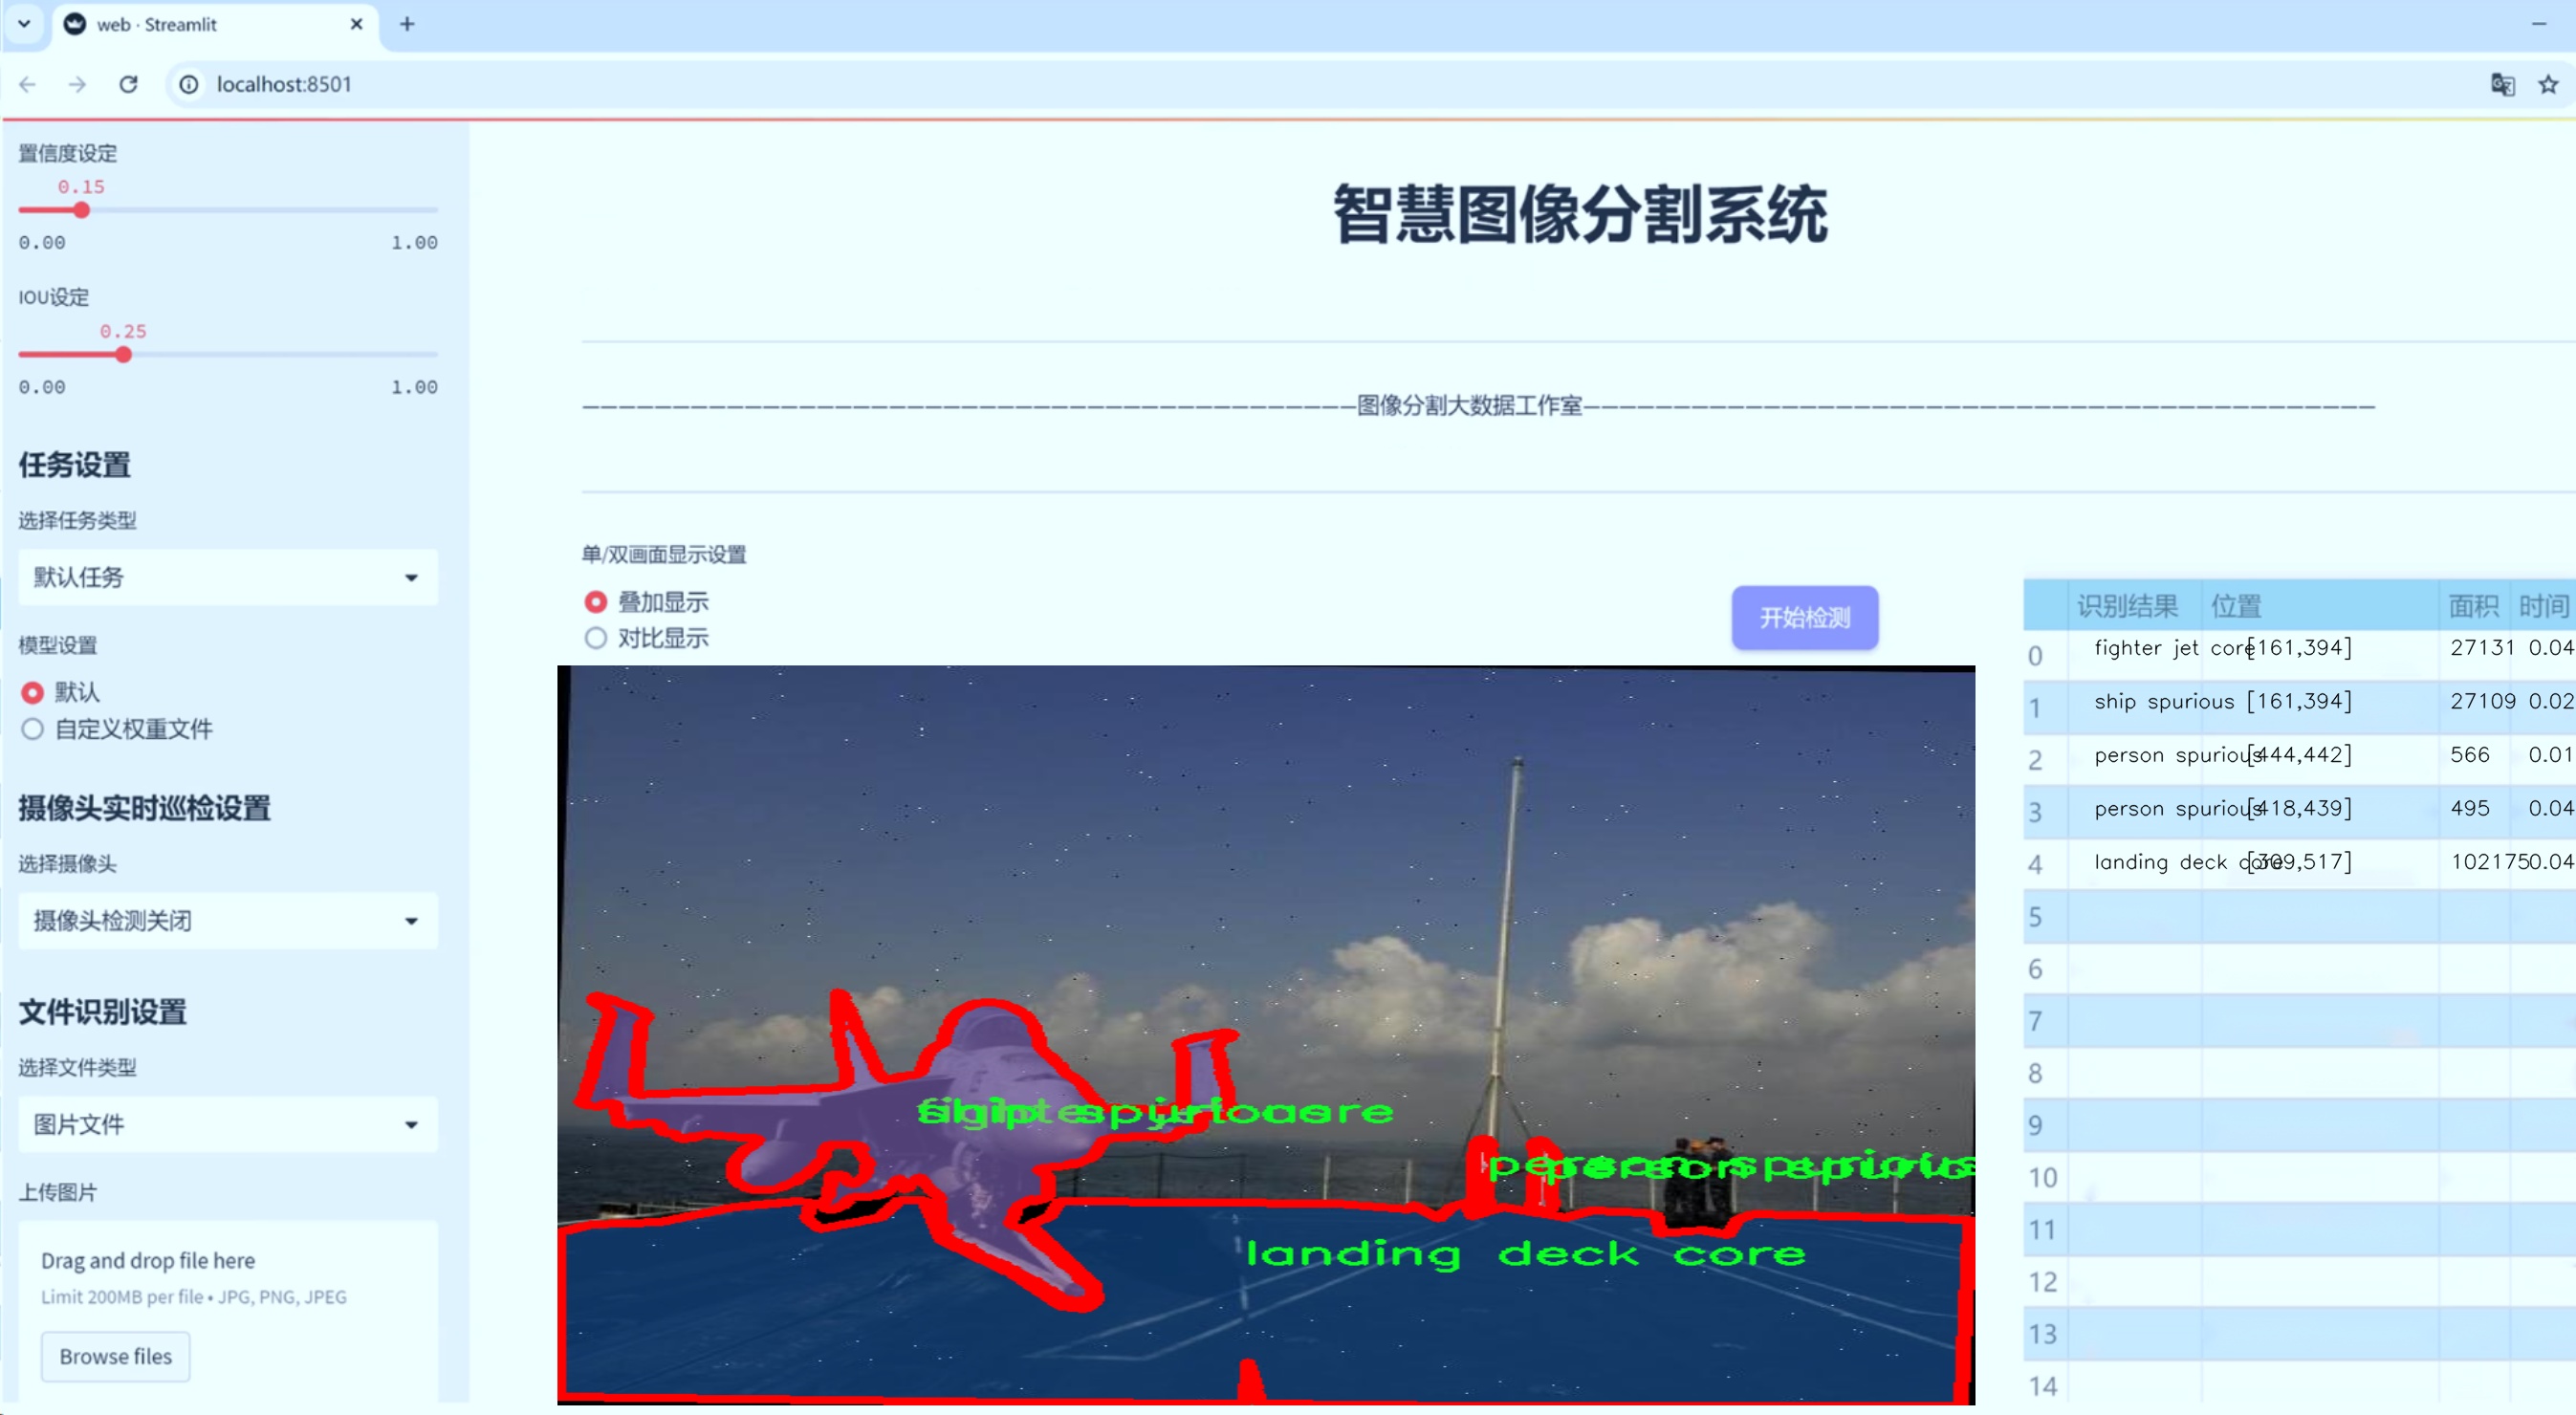 web · Streamlit
localhost:8501
置信度设定
0.15
0.00 1.00
IOU设定
0.25
0.00 1.00
任务设置
选择任务类型
默认任务
模型设置
默认
自定义权重文件
摄像头实时巡检设置
选择摄像头
摄像头检测关闭
文件识别设置
选择文件类型
图片文件
上传图片
Drag and drop file here
Limit 200MB per file • JPG, PNG, JPEG
Browse files
智慧图像分割系统
图像分割大数据工作室
单/双画面显示设置
叠加显示
对比显示
开始检测
landing deck core
识别结果 位置 面积 时间
0 fighter jet core [161,394] 27131 0.04
1 ship spurious [161,394] 27109 0.02
2 person spurious [444,442] 566 0.01
3 person spurious [418,439] 495 0.04
4 landing deck core [309,517] 102175 0.04
5
6
7
8
9
10
11
12
13
14